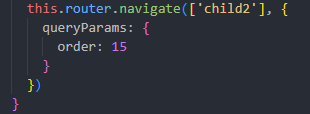 this.router.navigate(['child2'], {
queryParams: {
order: 15
}
})
}